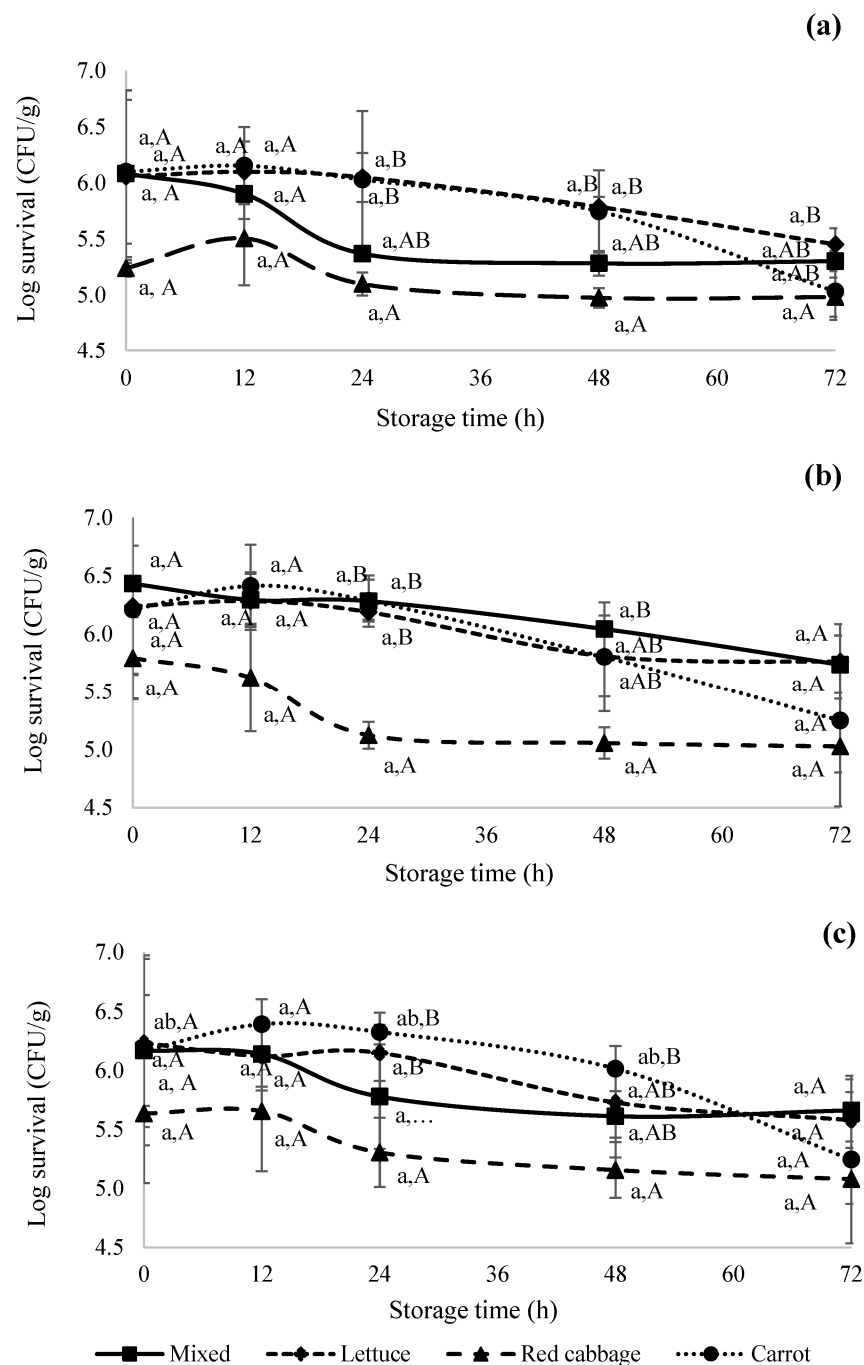 (a)
7.0
6.5
6.0
5.5
5.0
4.5
Log survival (CFU/g)
a,A
a,A
a, A
a, A
a,A
a,A
a,A
a,A
a,B
a,B
a,AB
a,A
a,B
a,B
a,AB
a,A
a,B
a,AB
a,AB
a,A
0 12 24 36 48 60 72
Storage time (h)
(b)
7.0
6.5
6.0
5.5
5.0
4.5
Log survival (CFU/g)
a,A
a,A
a,A
a,A
a,A
a,A
a,A
a,A
a,B
a,B
a,B
a,A
a,B
a,AB
aAB
a,A
a,A
a,A
a,A
a,A
0 12 24 36 48 60 72
Storage time (h)
(c)
7.0
6.5
6.0
5.5
5.0
4.5
Log survival (CFU/g)
ab,A
a,A
a, A
a,A
a,A
a,A
a,A
a,A
ab,B
a,B
a,…
a,A
ab,B
a,AB
a,AB
a,A
a,A
a,A
a,A
a,A
0 12 24 36 48 60 72
Storage time (h)
Mixed Lettuce Red cabbage Carrot